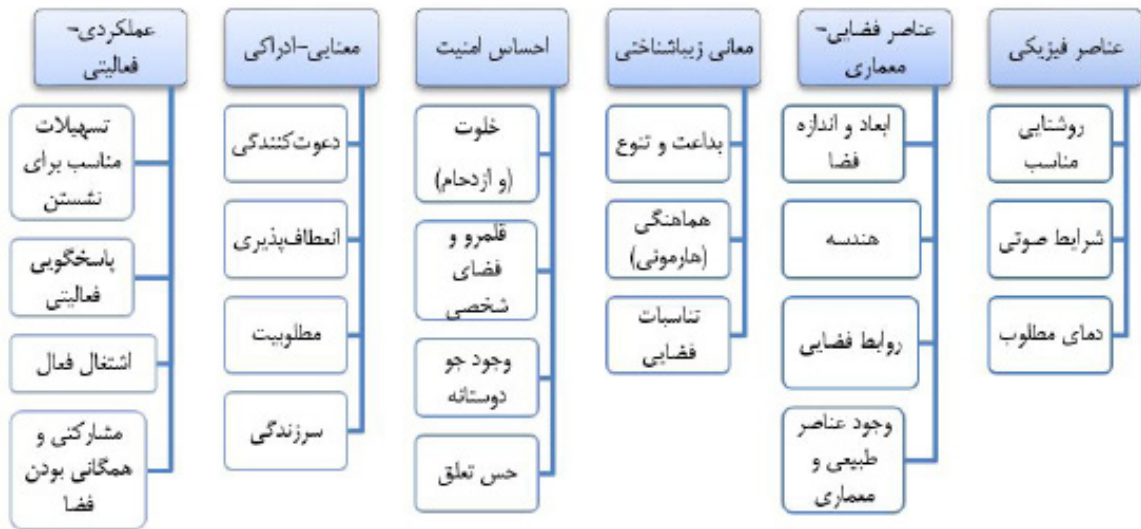 عناصر فیزیکی
روشنایی
مناسب
شرایط صوتی
دمای مطلوب
عناصر فضایی-
معماری
ابعاد و اندازه
فضا
هندسه
روابط فضایی
وجود عناصر
طبیعی و
معماری
معانی زیباشناختی
بداعت و تنوع
هماهنگی
(هارمونی)
تناسبات
فضایی
احساس امنیت
خلوت
(و ازدحام)
قلمرو و
فضای
شخصی
وجود جو
دوستانه
حس تعلق
معنایی-ادراکی
دعوت‌کنندگی
انعطاف‌پذیری
مطلوبیت
سرزندگی
عملکردی-
فعالیتی
تسهیلات
مناسب برای
نشستن
پاسخگویی
فعالیتی
اشتغال فعال
مشارکتی و
همگانی بودن
فضا